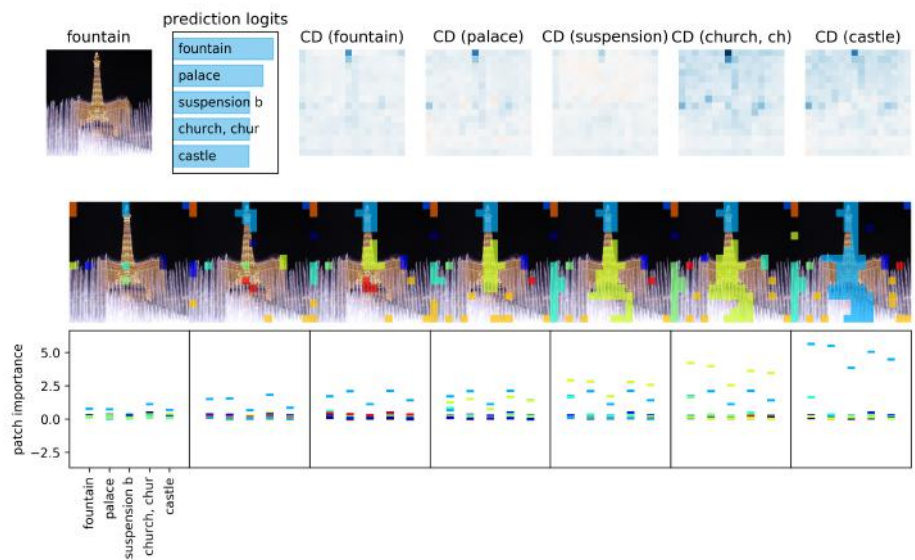 prediction logits
fountain
fountain
palace
suspension b
church, chur
castle
CD (fountain)
CD (palace)
CD (suspension)
CD (church, ch)
CD (castle)
patch importance
5.0
2.5
0.0
−2.5
fountain
palace
suspension b
church, chur
castle